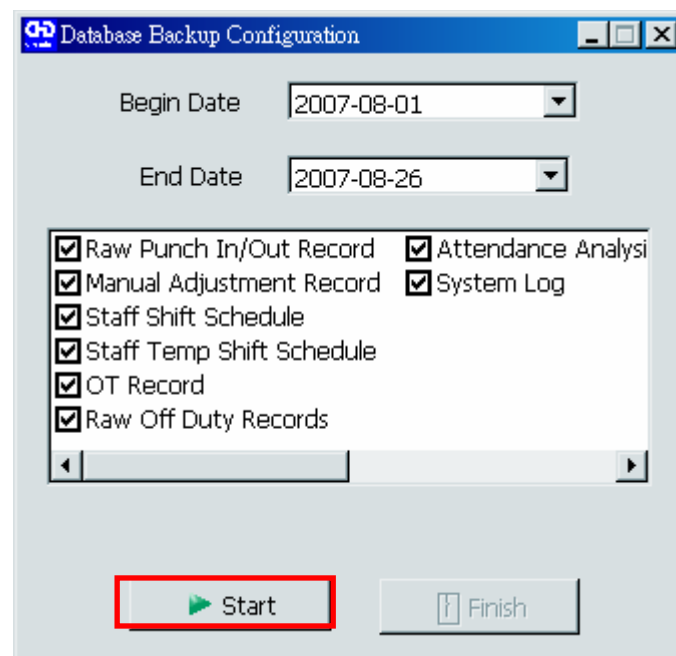 Database Backup Configuration
Begin Date 2007-08-01
End Date 2007-08-26
Raw Punch In/Out Record Attendance Analysi
Manual Adjustment Record System Log
Staff Shift Schedule
Staff Temp Shift Schedule
OT Record
Raw Off Duty Records
Start Finish